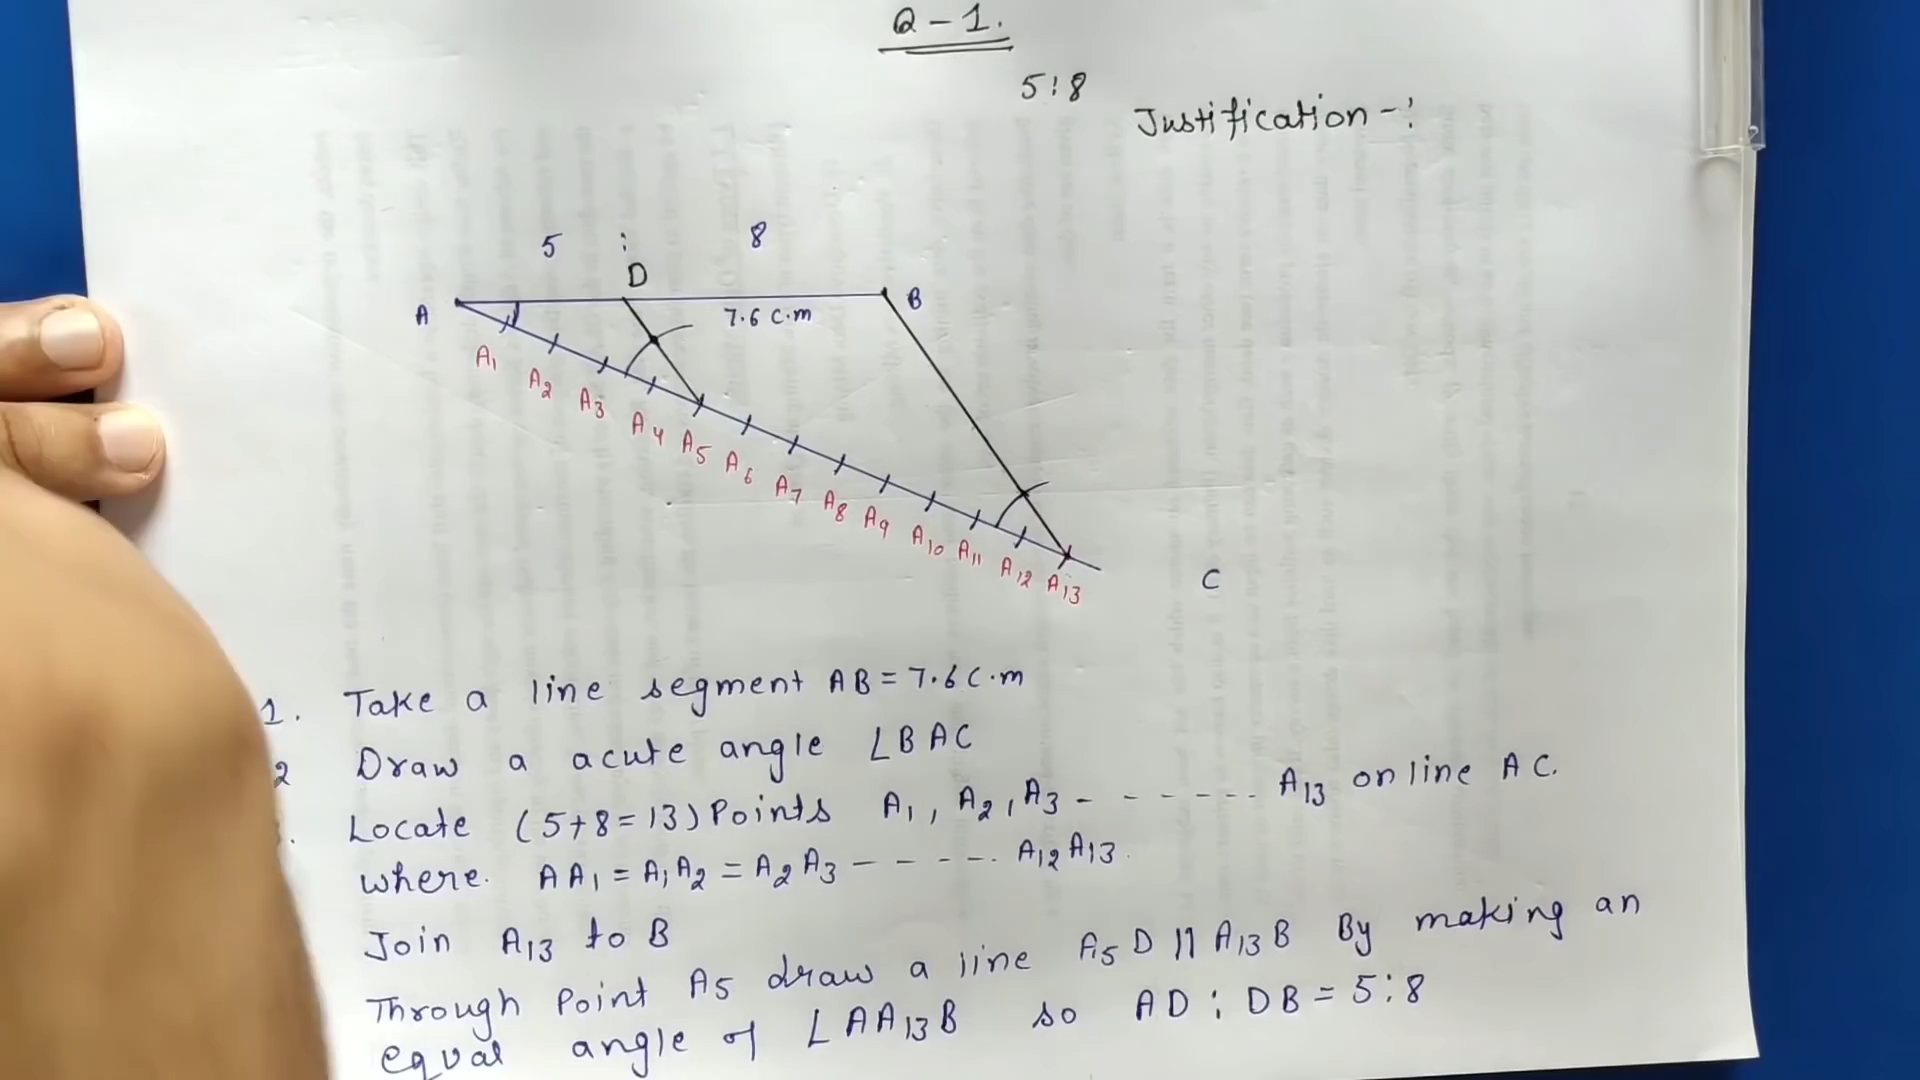 Q-1.
5:8
Justification-:
5 : 8
D
A
B
7.6 c.m
A1 A2 A3 A4 A5 A6 A7 A8 A9 A10 A11 A12 A13
C
1. Take a line segment AB = 7.6 c.m
2 Draw a acute angle ∠BAC
Locate (5+8=13) Points A1, A2, A3 - - - - - - - A13 on line AC.
where. AA1 = A1A2 = A2A3 - - - - -. A12A13.
Join A13 to B
Through Point A5 draw a line A5D || A13B By making an
equal angle of ∠AA13B so AD : DB = 5:8